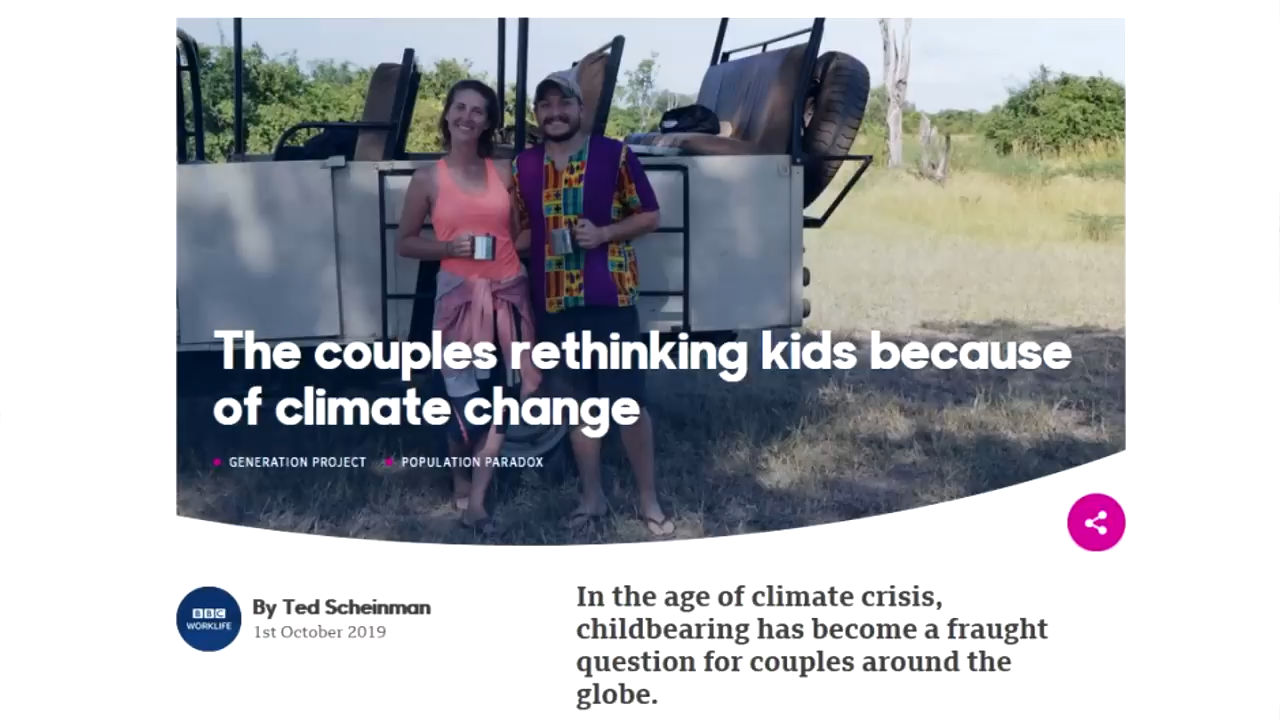 The couples rethinking kids because
of climate change
GENERATION PROJECT POPULATION PARADOX
BBC
WORKLIFE
By Ted Scheinman
1st October 2019
In the age of climate crisis,
childbearing has become a fraught
question for couples around the
globe.